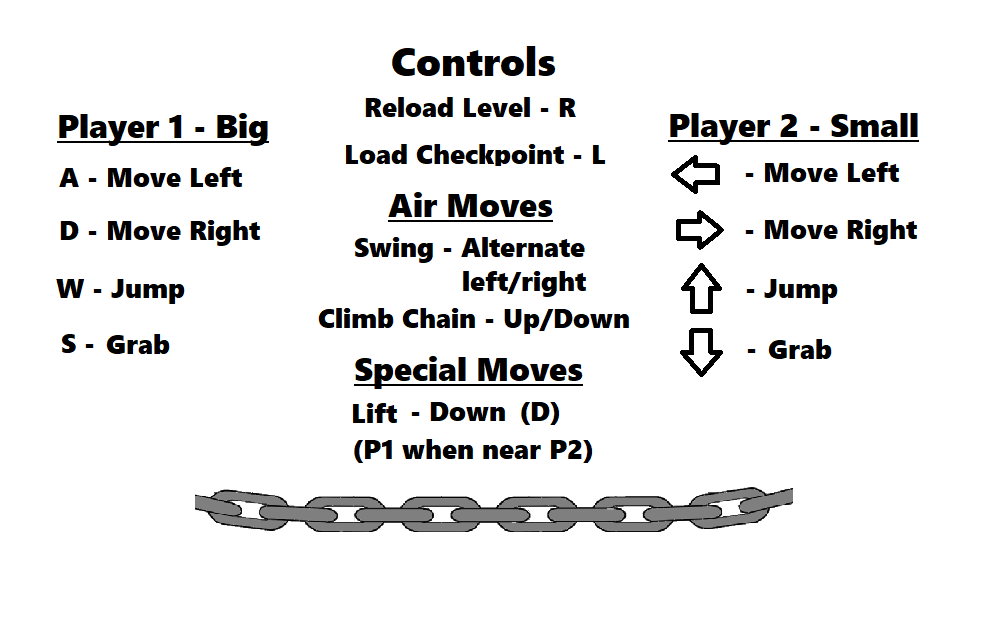 Controls
Reload Level - R
Load Checkpoint - L
Player 1 - Big
A - Move Left
D - Move Right
W - Jump
S - Grab
Air Moves
Swing - Alternate
left/right
Climb Chain - Up/Down
Special Moves
Lift - Down (D)
(P1 when near P2)
Player 2 - Small
- Move Left
- Move Right
- Jump
- Grab